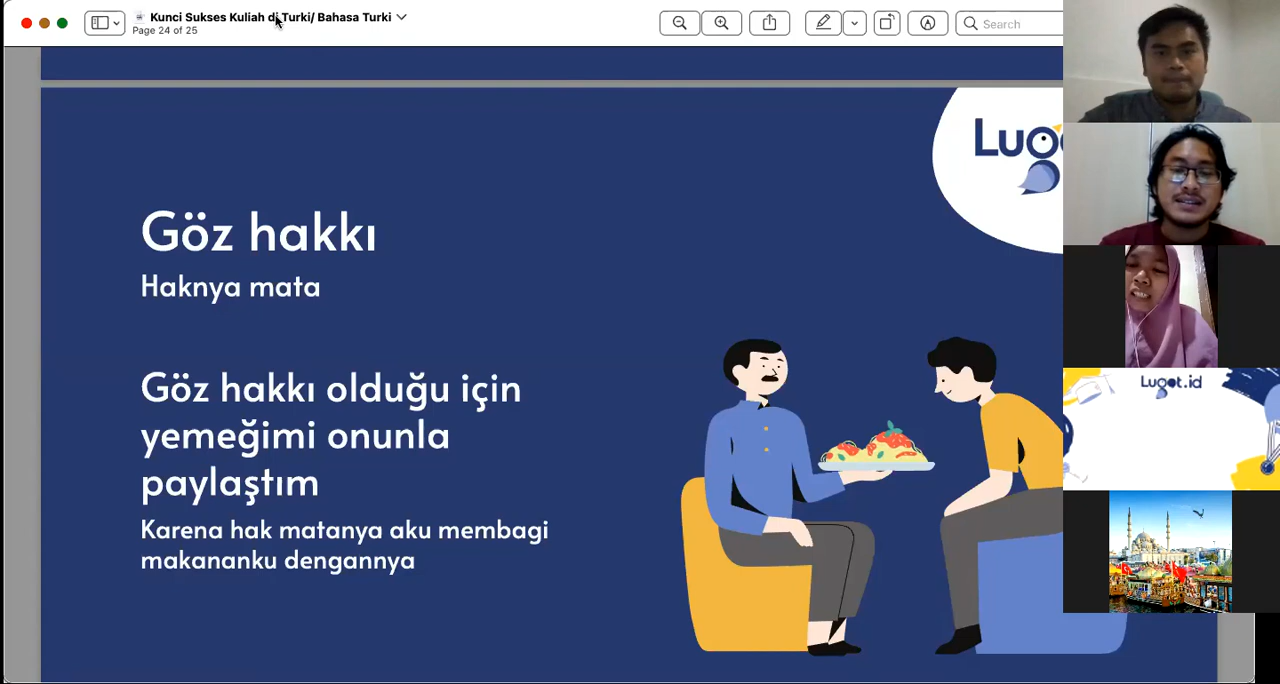 Kunci Sukses Kuliah di Turki/ Bahasa Turki
Page 24 of 25
Search
Göz hakkı
Haknya mata
Göz hakkı olduğu için
yemeğimi onunla
paylaştım
Karena hak matanya aku membagi
makananku dengannya
Lugot.id